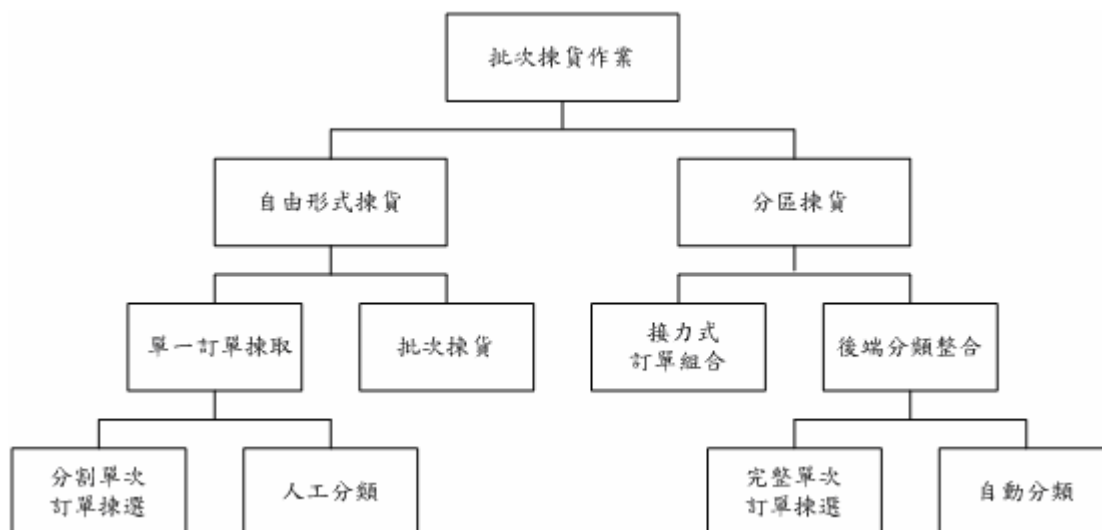 批次揀貨作業
自由形式揀貨
分區揀貨
單一訂單揀取
批次揀貨
接力式
訂單組合
後端分類整合
分割單次
訂單揀選
人工分類
完整單次
訂單揀選
自動分類